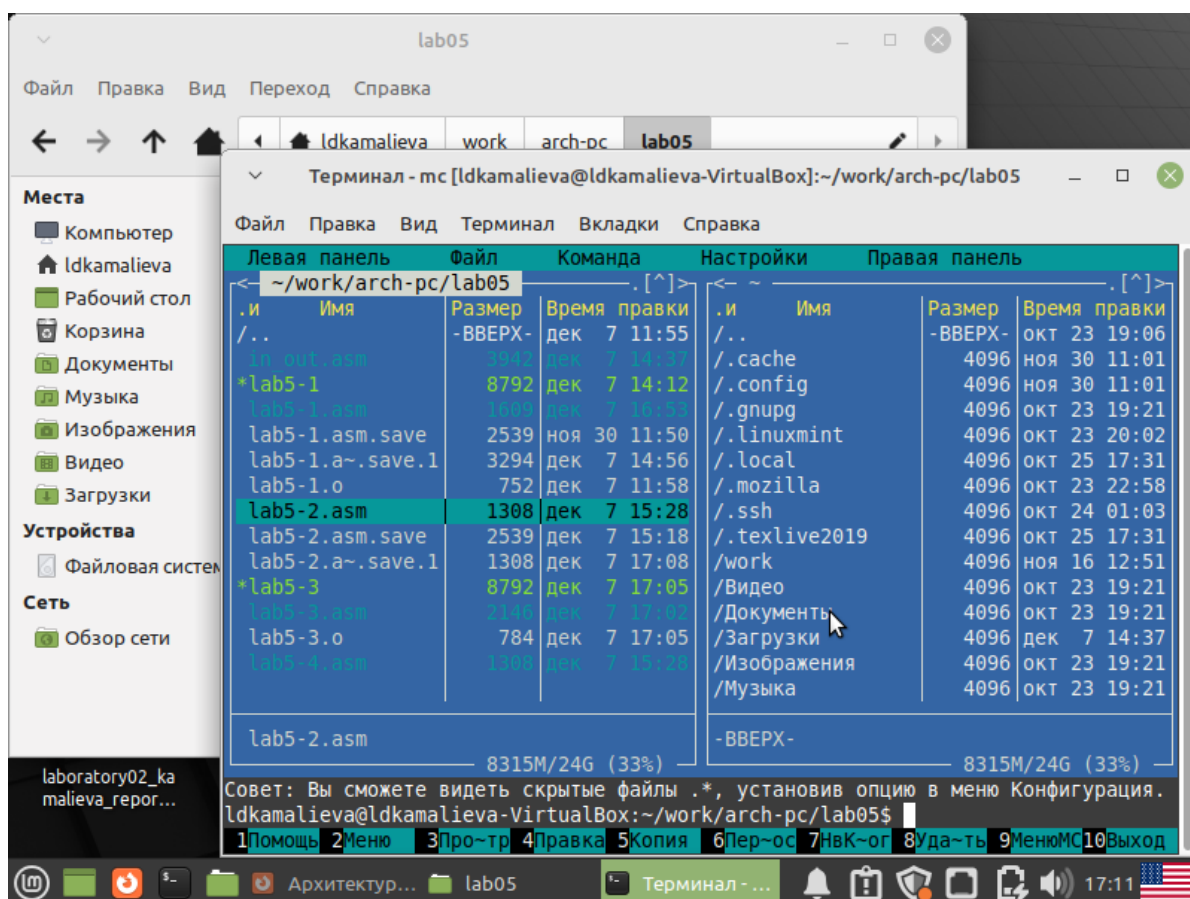 lab05
Файл Правка Вид Переход Справка
ldkamalieva work arch-pc lab05
Места
Компьютер
ldkamalieva
Рабочий стол
Корзина
Документы
Музыка
Изображения
Видео
Загрузки
Устройства
Файловая систем
Сеть
Обзор сети
laboratory02_ka
malieva_repor...
Терминал - mc [ldkamalieva@ldkamalieva-VirtualBox]:~/work/arch-pc/lab05
Файл Правка Вид Терминал Вкладки Справка
Левая панель Файл Команда Настройки Правая панель
<— ~/work/arch-pc/lab05 —.[^]>
.и Имя Размер Время правки
/.. -ВВЕРХ- дек 7 11:55
in_out.asm 3942 дек 7 14:37
*lab5-1 8792 дек 7 14:12
lab5-1.asm 1609 дек 7 16:53
lab5-1.asm.save 2539 ноя 30 11:50
lab5-1.a~.save.1 3294 дек 7 14:56
lab5-1.o 752 дек 7 11:58
lab5-2.asm 1308 дек 7 15:28
lab5-2.asm.save 2539 дек 7 15:18
lab5-2.a~.save.1 1308 дек 7 17:08
*lab5-3 8792 дек 7 17:05
lab5-3.asm 2146 дек 7 17:02
lab5-3.o 784 дек 7 17:05
lab5-4.asm 1308 дек 7 15:28
lab5-2.asm
8315M/24G (33%)
<— ~ —.[^]>
.и Имя Размер Время правки
/.. -ВВЕРХ- окт 23 19:06
/.cache 4096 ноя 30 11:01
/.config 4096 ноя 30 11:01
/.gnupg 4096 окт 23 19:21
/.linuxmint 4096 окт 23 20:02
/.local 4096 окт 25 17:31
/.mozilla 4096 окт 23 22:58
/.ssh 4096 окт 24 01:03
/.texlive2019 4096 окт 25 17:31
/work 4096 ноя 16 12:51
/Видео 4096 окт 23 19:21
/Документы 4096 окт 23 19:21
/Загрузки 4096 дек 7 14:37
/Изображения 4096 окт 23 19:21
/Музыка 4096 окт 23 19:21
-ВВЕРХ-
8315M/24G (33%)
Совет: Вы сможете видеть скрытые файлы .*, установив опцию в меню Конфигурация.
ldkamalieva@ldkamalieva-VirtualBox:~/work/arch-pc/lab05$
1Помощь 2Меню 3Про~тр 4Правка 5Копия 6Пер~ос 7НвК~ог 8Уда~ть 9МенюMC 10Выход
Архитектур... lab05 Терминал - ... 17:11